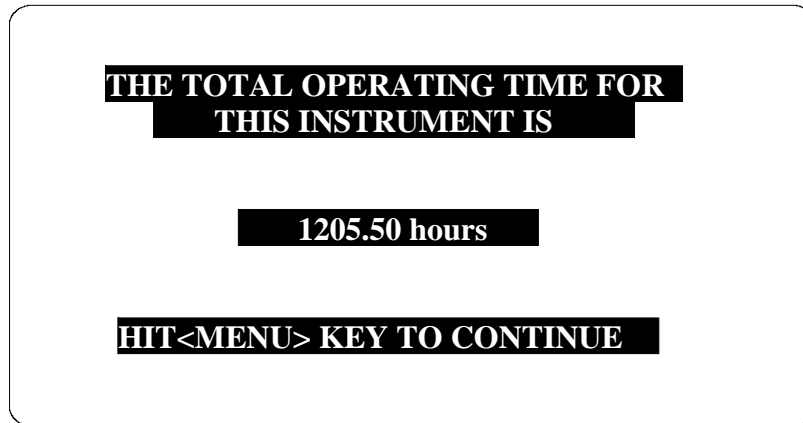 THE TOTAL OPERATING TIME FOR
THIS INSTRUMENT IS
1205.50 hours
HIT<MENU> KEY TO CONTINUE